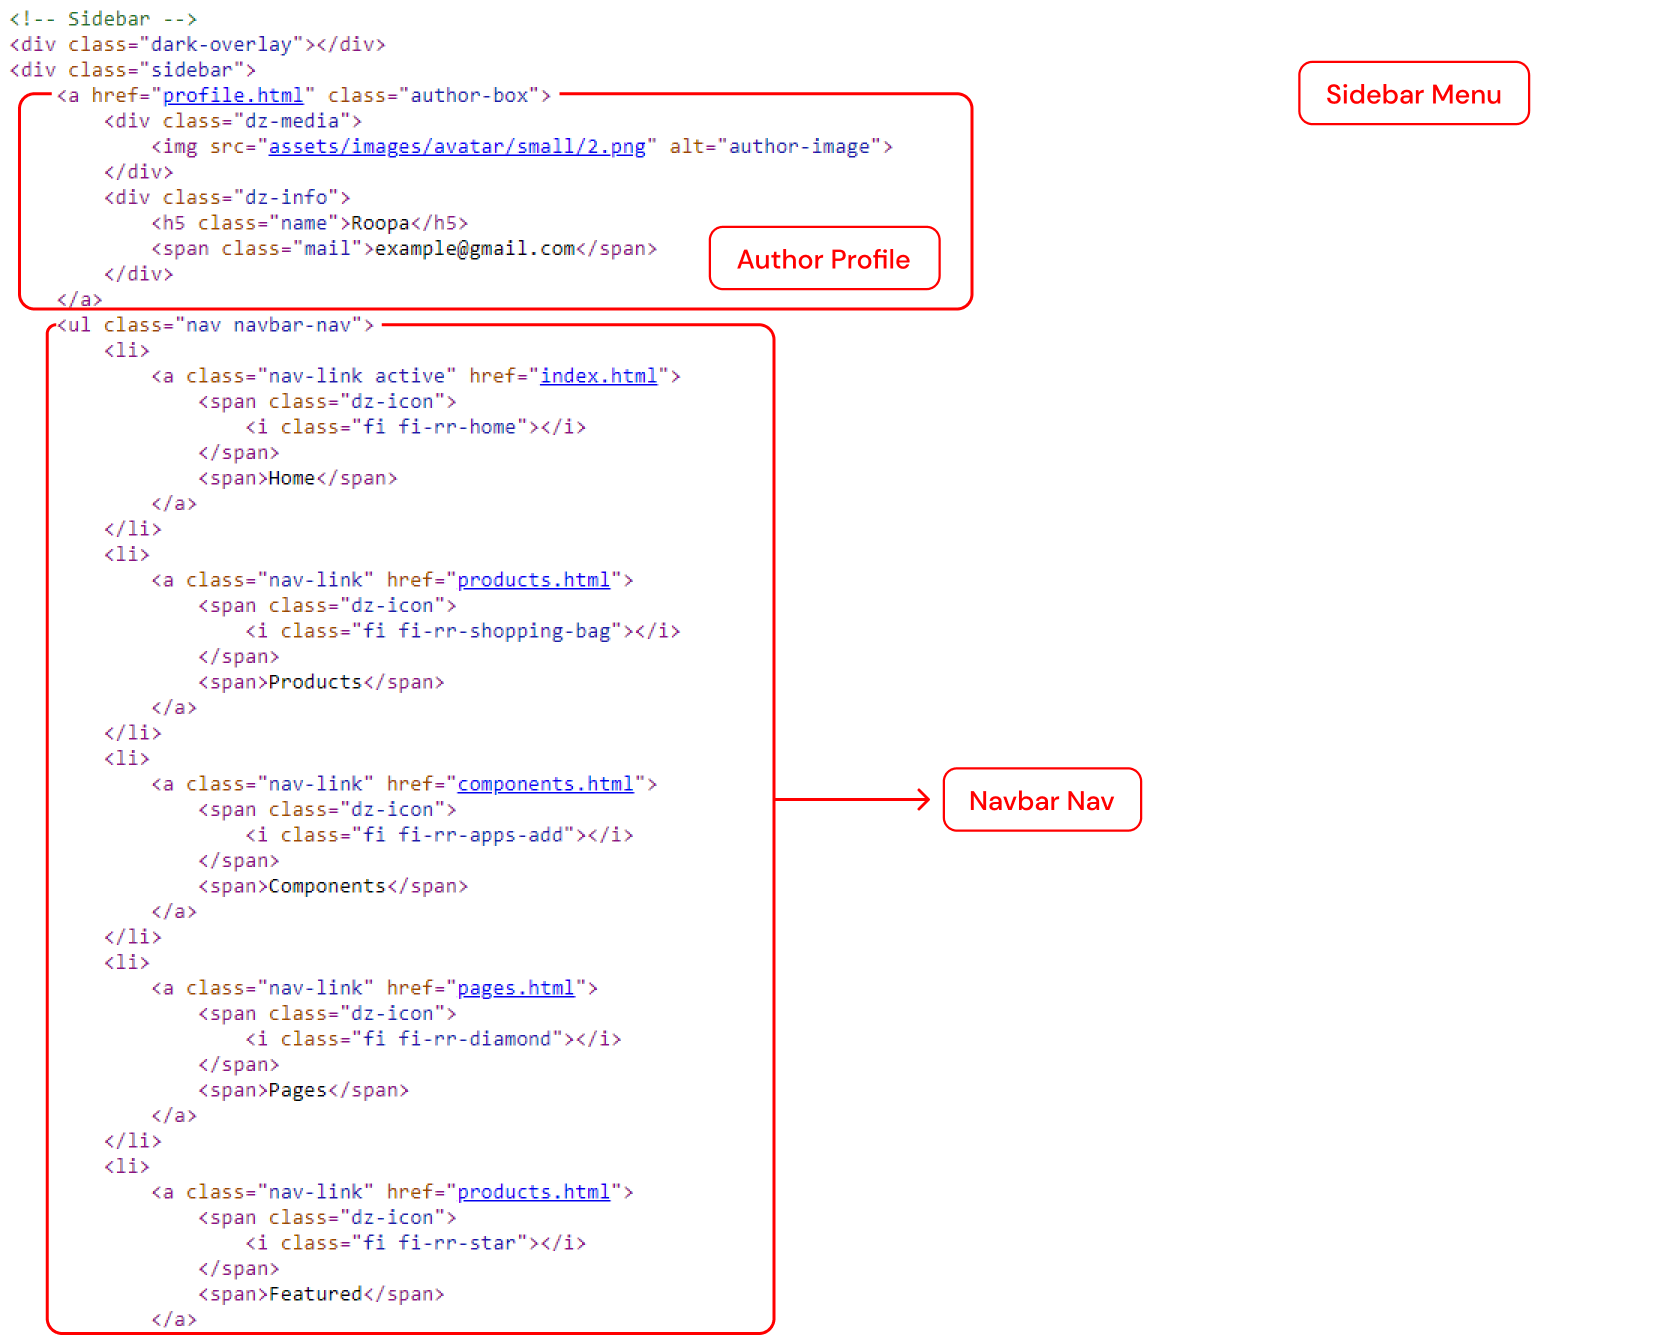 <!-- Sidebar -->
<div class="dark-overlay"></div>
<div class="sidebar">
Sidebar Menu
    <a href="profile.html" class="author-box">
        <div class="dz-media">
            <img src="assets/images/avatar/small/2.png" alt="author-image">
        </div>
        <div class="dz-info">
            <h5 class="name">Roopa</h5>
            <span class="mail">example@gmail.com</span>
        </div>
    </a>
Author Profile
    <ul class="nav navbar-nav">
        <li>
            <a class="nav-link active" href="index.html">
                <span class="dz-icon">
                    <i class="fi fi-rr-home"></i>
                </span>
                <span>Home</span>
            </a>
        </li>
        <li>
            <a class="nav-link" href="products.html">
                <span class="dz-icon">
                    <i class="fi fi-rr-shopping-bag"></i>
                </span>
                <span>Products</span>
            </a>
        </li>
        <li>
            <a class="nav-link" href="components.html">
                <span class="dz-icon">
                    <i class="fi fi-rr-apps-add"></i>
                </span>
                <span>Components</span>
            </a>
        </li>
        <li>
            <a class="nav-link" href="pages.html">
                <span class="dz-icon">
                    <i class="fi fi-rr-diamond"></i>
                </span>
                <span>Pages</span>
            </a>
        </li>
        <li>
            <a class="nav-link" href="products.html">
                <span class="dz-icon">
                    <i class="fi fi-rr-star"></i>
                </span>
                <span>Featured</span>
            </a>
Navbar Nav